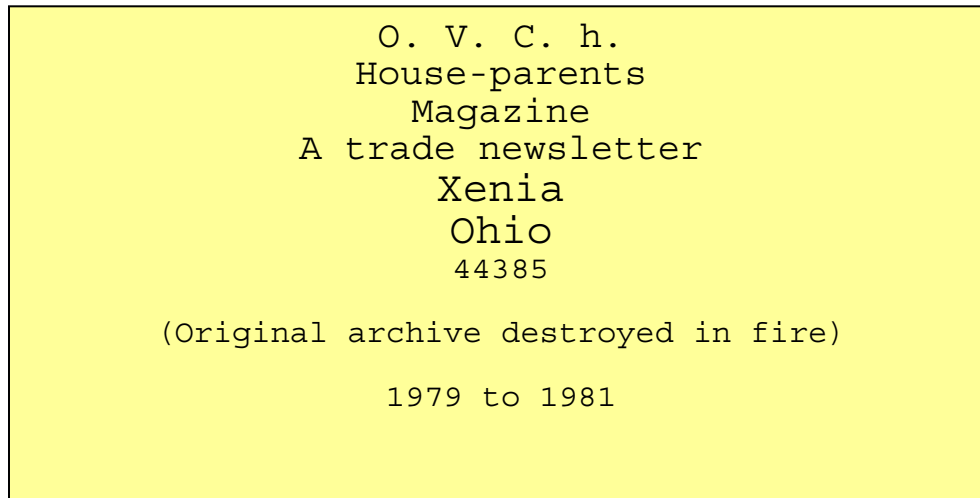 O. V. C. h.
House-parents
Magazine
A trade newsletter
Xenia
Ohio
44385
(Original archive destroyed in fire)
1979 to 1981